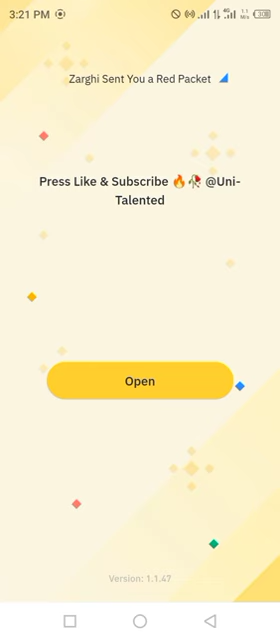 3:21 PM
Zarghi Sent You a Red Packet
Press Like & Subscribe 🔥🥀 @Uni-
Talented
Open
Version: 1.1.47